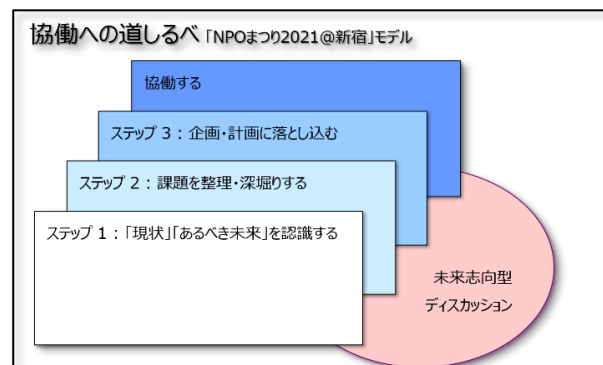 協働への道しるべ「NPOまつり2021@新宿」モデル
協働する
ステップ 3：企画・計画に落とし込む
ステップ 2：課題を整理・深堀りする
ステップ 1：「現状」「あるべき未来」を認識する
未来志向型
ディスカッション